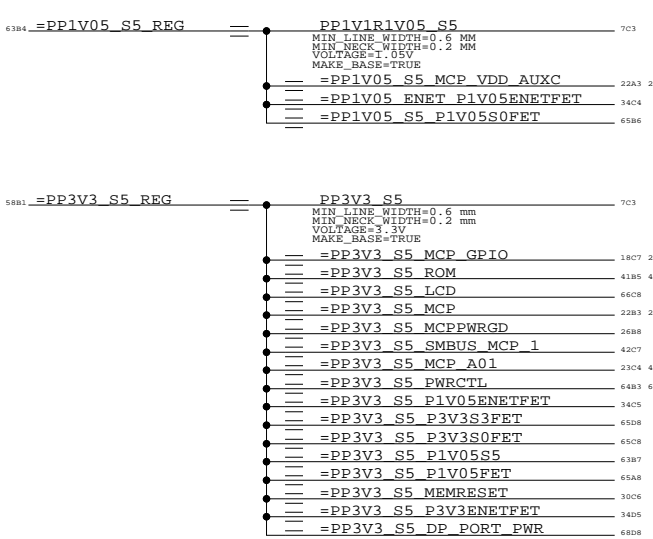 63B4 =PP1V05_S5_REG PP1V1R1V05_S5 7C3
MIN_LINE_WIDTH=0.6 MM
MIN_NECK_WIDTH=0.2 MM
VOLTAGE=1.05V
MAKE_BASE=TRUE
=PP1V05_S5_MCP_VDD_AUXC 22A3 2
=PP1V05_ENET_P1V05ENETFET 34C4
=PP1V05_S5_P1V05S0FET 65B6
58B1 =PP3V3_S5_REG PP3V3_S5 7C3
MIN_LINE_WIDTH=0.6 mm
MIN_NECK_WIDTH=0.2 mm
VOLTAGE=3.3V
MAKE_BASE=TRUE
=PP3V3_S5_MCP_GPIO 18C7 2
=PP3V3_S5_ROM 41B5 4
=PP3V3_S5_LCD 66C8
=PP3V3_S5_MCP 22B3 2
=PP3V3_S5_MCPPWRGD 26B8
=PP3V3_S5_SMBUS_MCP_1 42C7
=PP3V3_S5_MCP_A01 23C4 4
=PP3V3_S5_PWRCTL 64B3 6
=PP3V3_S5_P1V05ENETFET 34C5
=PP3V3_S5_P3V3S3FET 65D8
=PP3V3_S5_P3V3S0FET 65C8
=PP3V3_S5_P1V05S5 63B7
=PP3V3_S5_P1V05FET 65A8
=PP3V3_S5_MEMRESET 30C6
=PP3V3_S5_P3V3ENETFET 34D5
=PP3V3_S5_DP_PORT_PWR 68D8